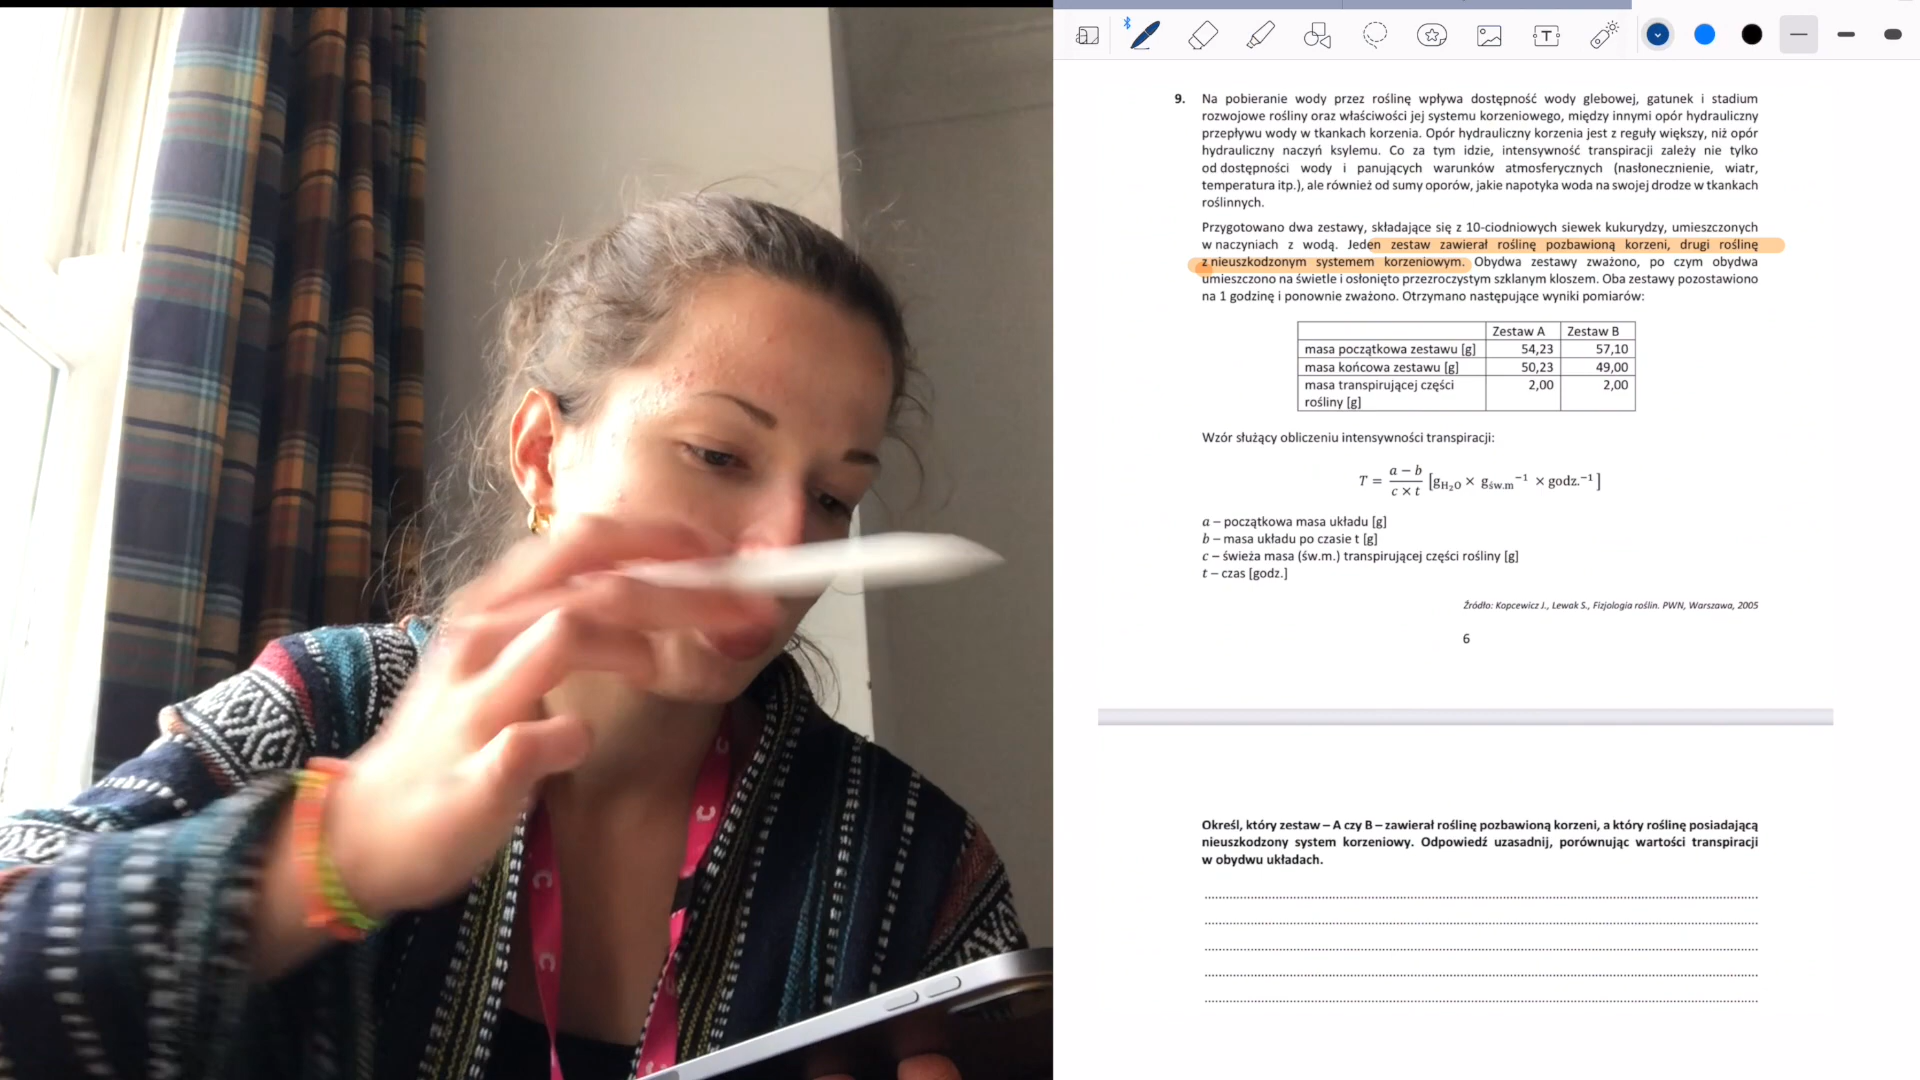 9. Na pobieranie wody przez roślinę wpływa dostępność wody glebowej, gatunek i stadium
rozwojowe rośliny oraz właściwości jej systemu korzeniowego, między innymi opór hydrauliczny
przepływu wody w tkankach korzenia. Opór hydrauliczny korzenia jest z reguły większy, niż opór
hydrauliczny naczyń ksylemu. Co za tym idzie, intensywność transpiracji zależy nie tylko
od dostępności wody i panujących warunków atmosferycznych (nasłonecznienie, wiatr,
temperatura itp.), ale również od sumy oporów, jakie napotyka woda na swojej drodze w tkankach
roślinnych.
Przygotowano dwa zestawy, składające się z 10-ciodniowych siewek kukurydzy, umieszczonych
w naczyniach z wodą. Jeden zestaw zawierał roślinę pozbawioną korzeni, drugi roślinę
z nieuszkodzonym systemem korzeniowym. Obydwa zestawy zważono, po czym obydwa
umieszczono na świetle i osłonięto przezroczystym szklanym kloszem. Oba zestawy pozostawiono
na 1 godzinę i ponownie zważono. Otrzymano następujące wyniki pomiarów:
Zestaw A Zestaw B
masa początkowa zestawu [g] 54,23 57,10
masa końcowa zestawu [g] 50,23 49,00
masa transpirującej części 2,00 2,00
rośliny [g]
Wzór służący obliczeniu intensywności transpiracji:
T = (a − b)/(c × t) [g_H₂O × g_św.m⁻¹ × godz.⁻¹]
a – początkowa masa układu [g]
b – masa układu po czasie t [g]
c – świeża masa (św.m.) transpirującej części rośliny [g]
t – czas [godz.]
Źródło: Kopcewicz J., Lewak S., Fizjologia roślin. PWN, Warszawa, 2005
6
Określ, który zestaw – A czy B – zawierał roślinę pozbawioną korzeni, a który roślinę posiadającą
nieuszkodzony system korzeniowy. Odpowiedź uzasadnij, porównując wartości transpiracji
w obydwu układach.